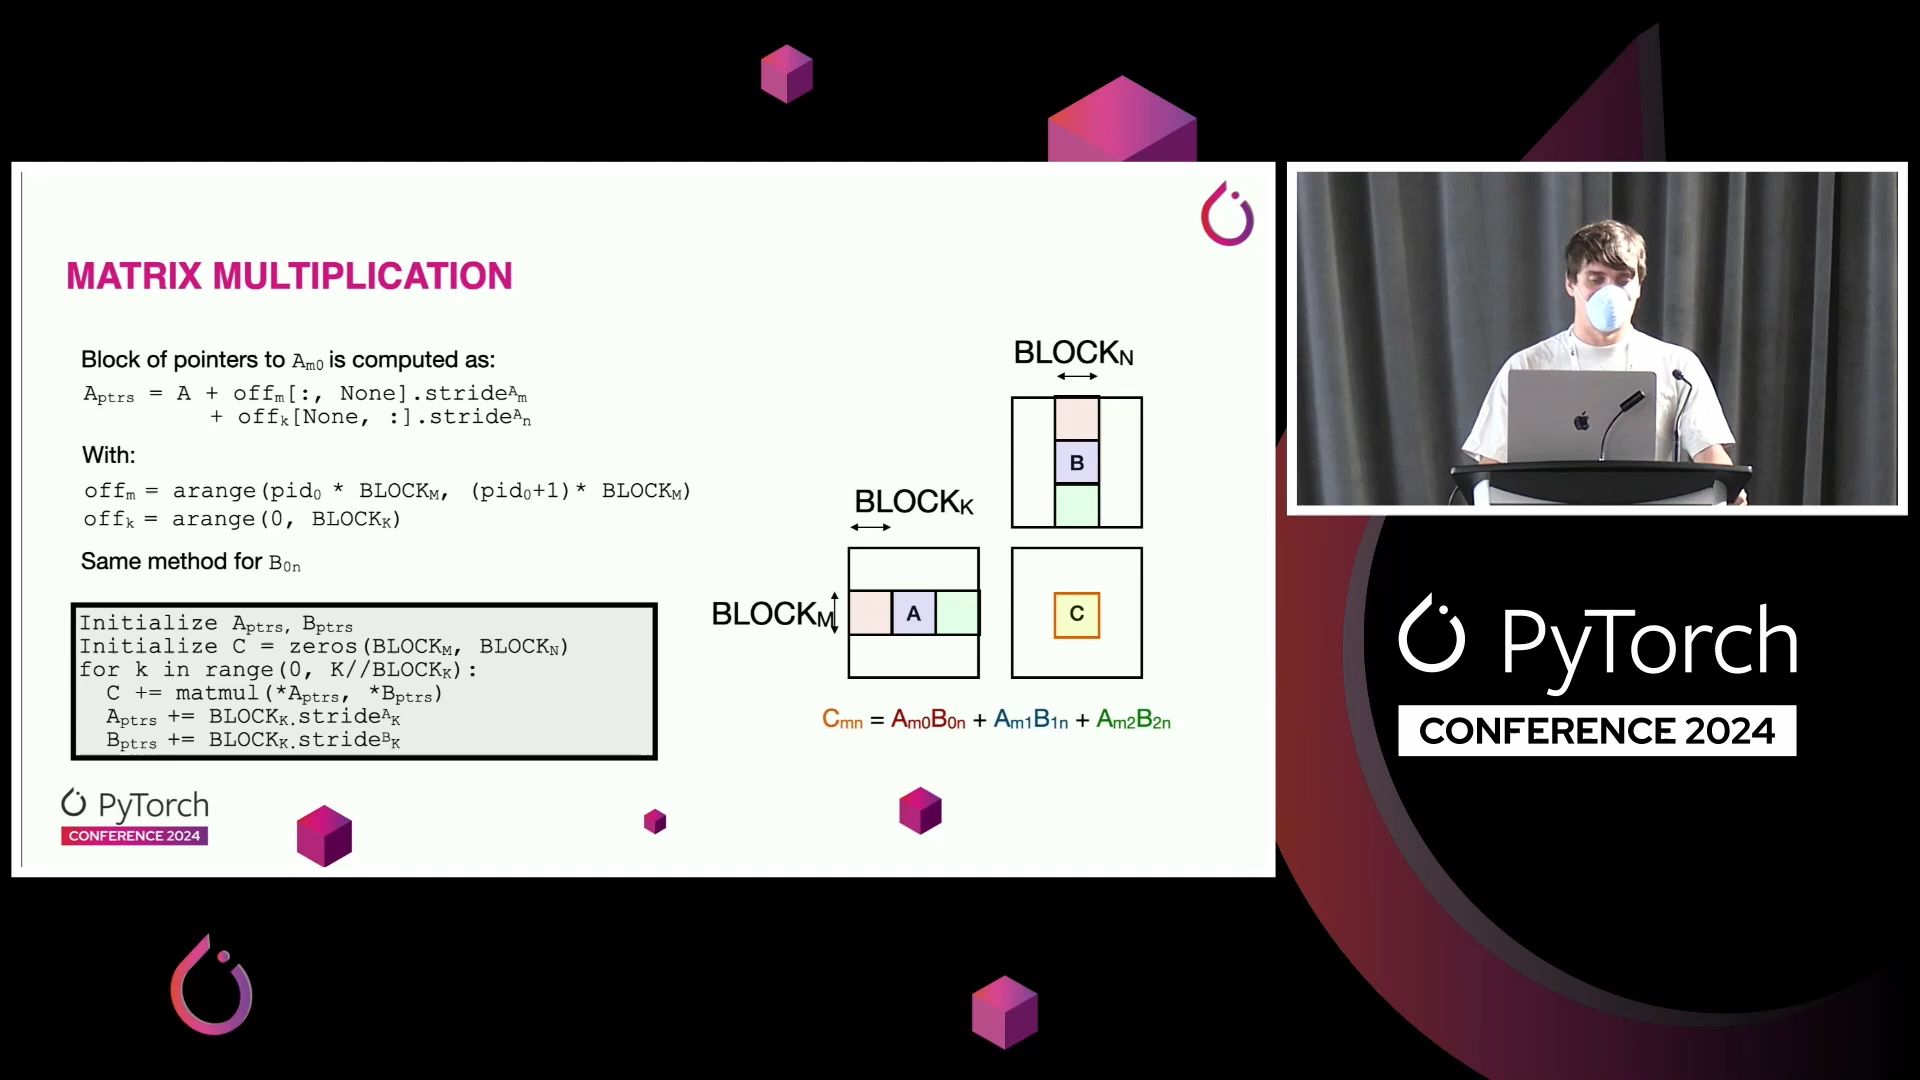 MATRIX MULTIPLICATION
Block of pointers to Am0 is computed as:
Aptrs = A + offm[:, None].strideAm
+ offk[None, :].strideAn
With:
offm = arange(pid0 * BLOCKM, (pid0+1)* BLOCKM)
offk = arange(0, BLOCKK)
Same method for B0n
Initialize Aptrs, Bptrs
Initialize C = zeros(BLOCKM, BLOCKN)
for k in range(0, K//BLOCKK):
C += matmul(*Aptrs, *Bptrs)
Aptrs += BLOCKK.strideAK
Bptrs += BLOCKK.strideBK
BLOCKN
B
BLOCKK
BLOCKM
A
C
Cmn = Am0B0n + Am1B1n + Am2B2n
PyTorch
CONFERENCE 2024
PyTorch
CONFERENCE 2024